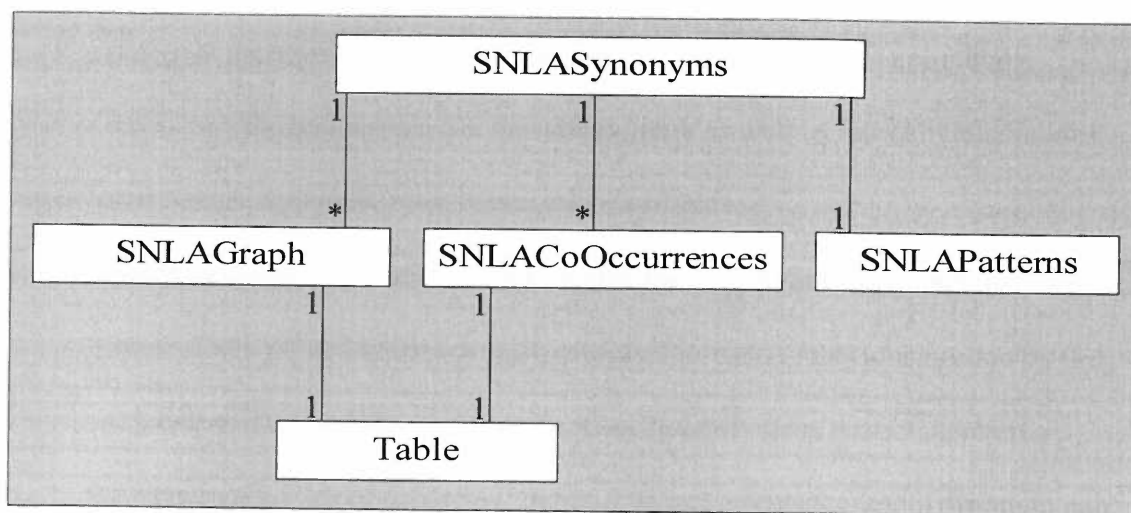 SNLASynonyms
1 1 1
* * 1
SNLAGraph SNLACoOccurrences SNLAPatterns
1 1
1 1
Table